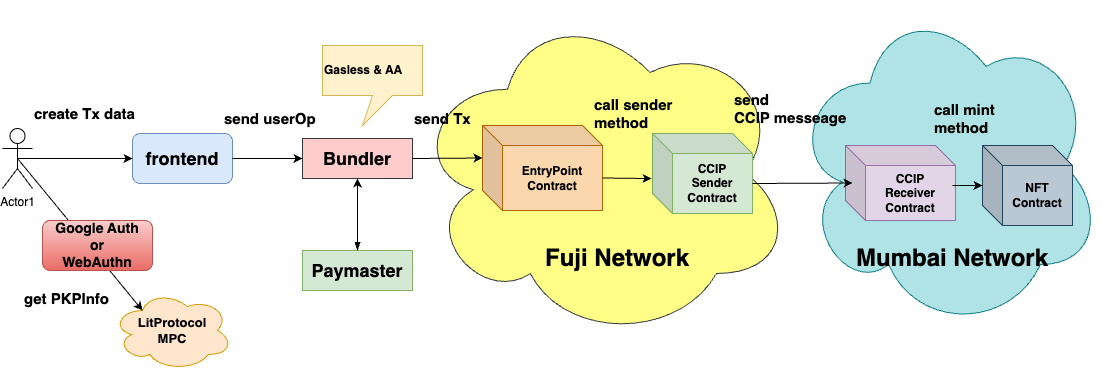 Gasless & AA
create Tx data
send userOp
send Tx
call sender
method
send
CCIP messeage
call mint
method
Actor1
frontend
Bundler
EntryPoint
Contract
CCIP
Sender
Contract
CCIP
Receiver
Contract
NFT
Contract
Google Auth
or
WebAuthn
Paymaster
Fuji Network
Mumbai Network
get PKPInfo
LitProtocol
MPC